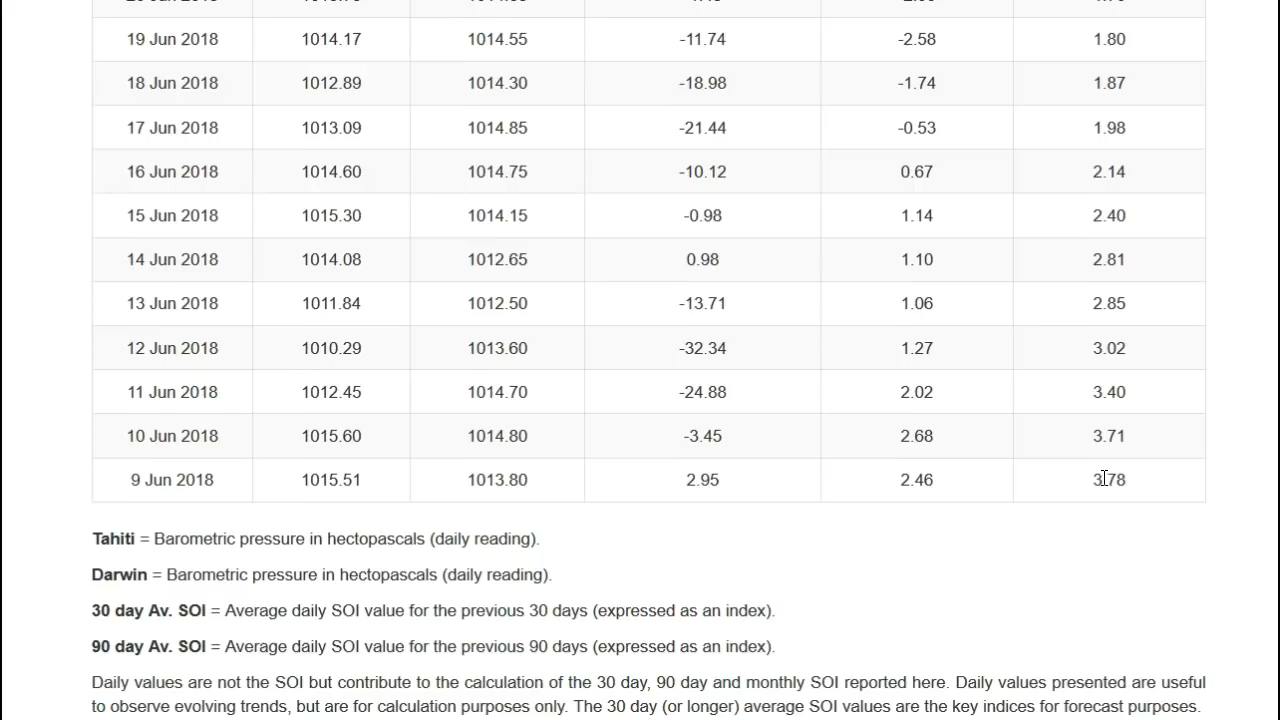 19 Jun 2018 1014.17 1014.55 -11.74 -2.58 1.80
18 Jun 2018 1012.89 1014.30 -18.98 -1.74 1.87
17 Jun 2018 1013.09 1014.85 -21.44 -0.53 1.98
16 Jun 2018 1014.60 1014.75 -10.12 0.67 2.14
15 Jun 2018 1015.30 1014.15 -0.98 1.14 2.40
14 Jun 2018 1014.08 1012.65 0.98 1.10 2.81
13 Jun 2018 1011.84 1012.50 -13.71 1.06 2.85
12 Jun 2018 1010.29 1013.60 -32.34 1.27 3.02
11 Jun 2018 1012.45 1014.70 -24.88 2.02 3.40
10 Jun 2018 1015.60 1014.80 -3.45 2.68 3.71
9 Jun 2018 1015.51 1013.80 2.95 2.46 3.78
Tahiti = Barometric pressure in hectopascals (daily reading).
Darwin = Barometric pressure in hectopascals (daily reading).
30 day Av. SOI = Average daily SOI value for the previous 30 days (expressed as an index).
90 day Av. SOI = Average daily SOI value for the previous 90 days (expressed as an index).
Daily values are not the SOI but contribute to the calculation of the 30 day, 90 day and monthly SOI reported here. Daily values presented are useful
to observe evolving trends, but are for calculation purposes only. The 30 day (or longer) average SOI values are the key indices for forecast purposes.